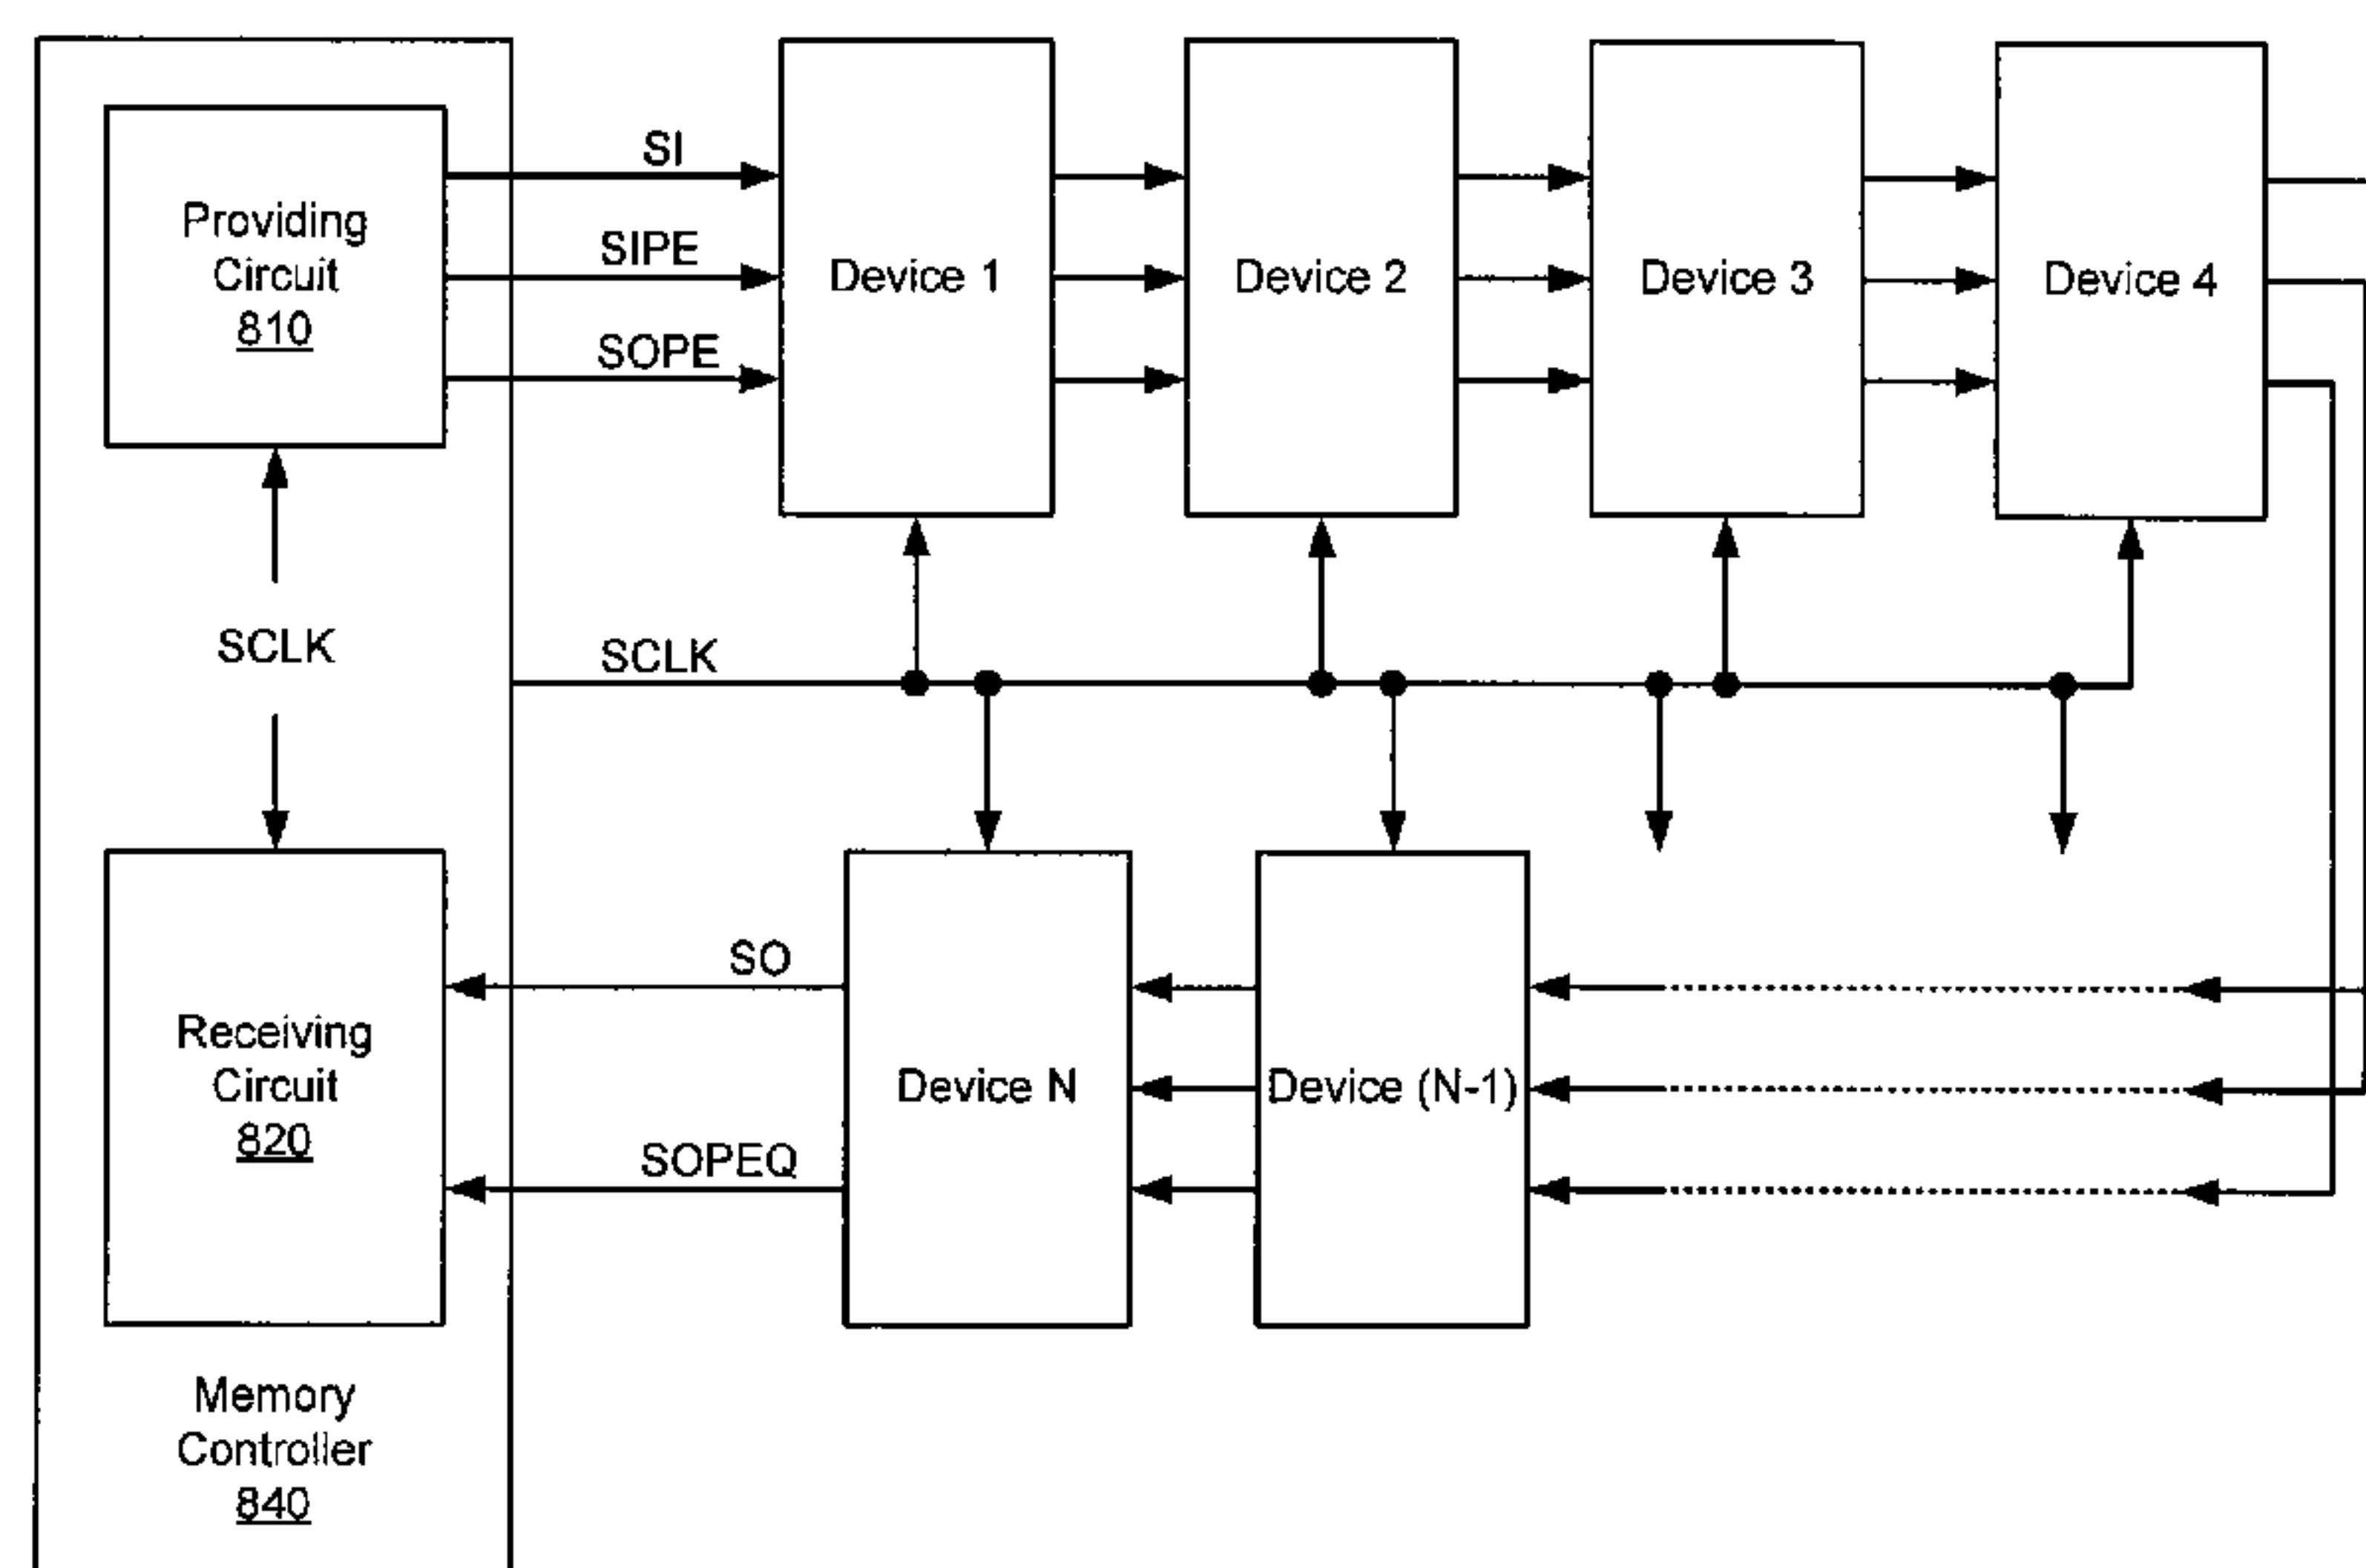 SI
SIPE
SOPE
Providing
Circuit
810
Device 1
Device 2
Device 3
Device 4
SCLK
SCLK
SO
SOPEQ
Receiving
Circuit
820
Device N
Device (N-1)
Memory
Controller
840